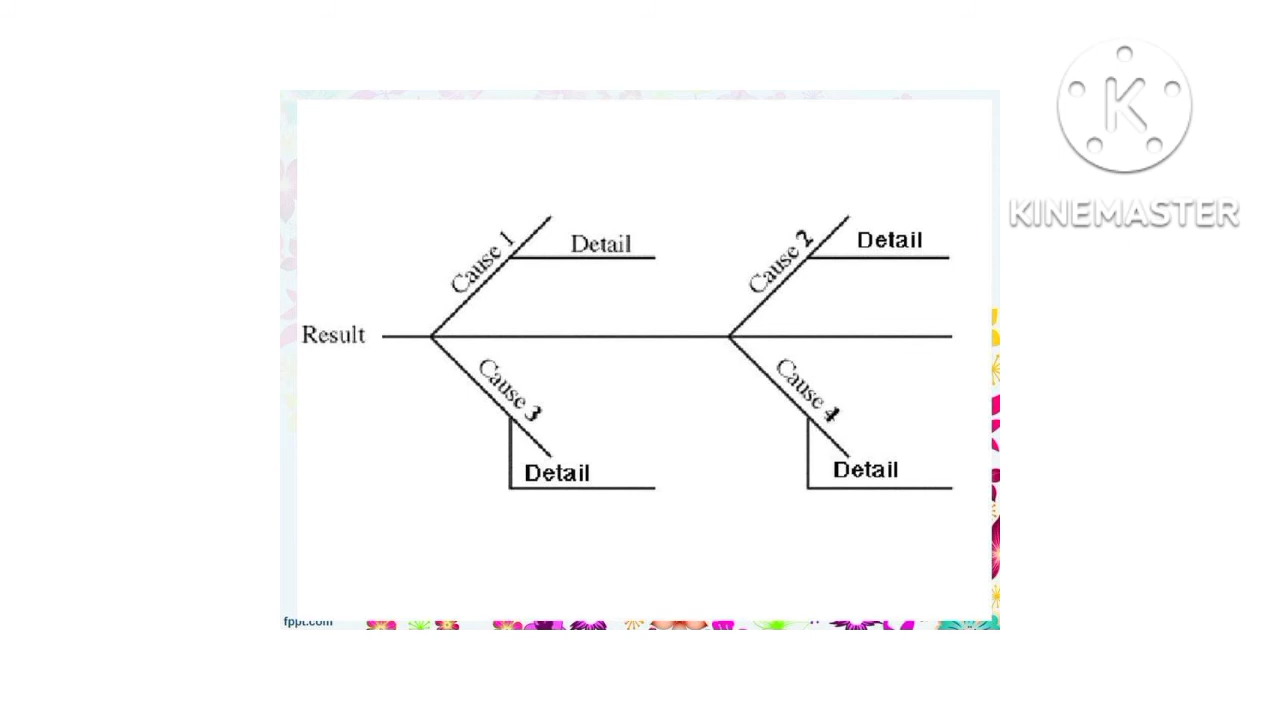 KINEMASTER
Cause 1
Detail
Cause 2
Detail
Result
Cause 3
Detail
Cause 4
Detail
fppt.com